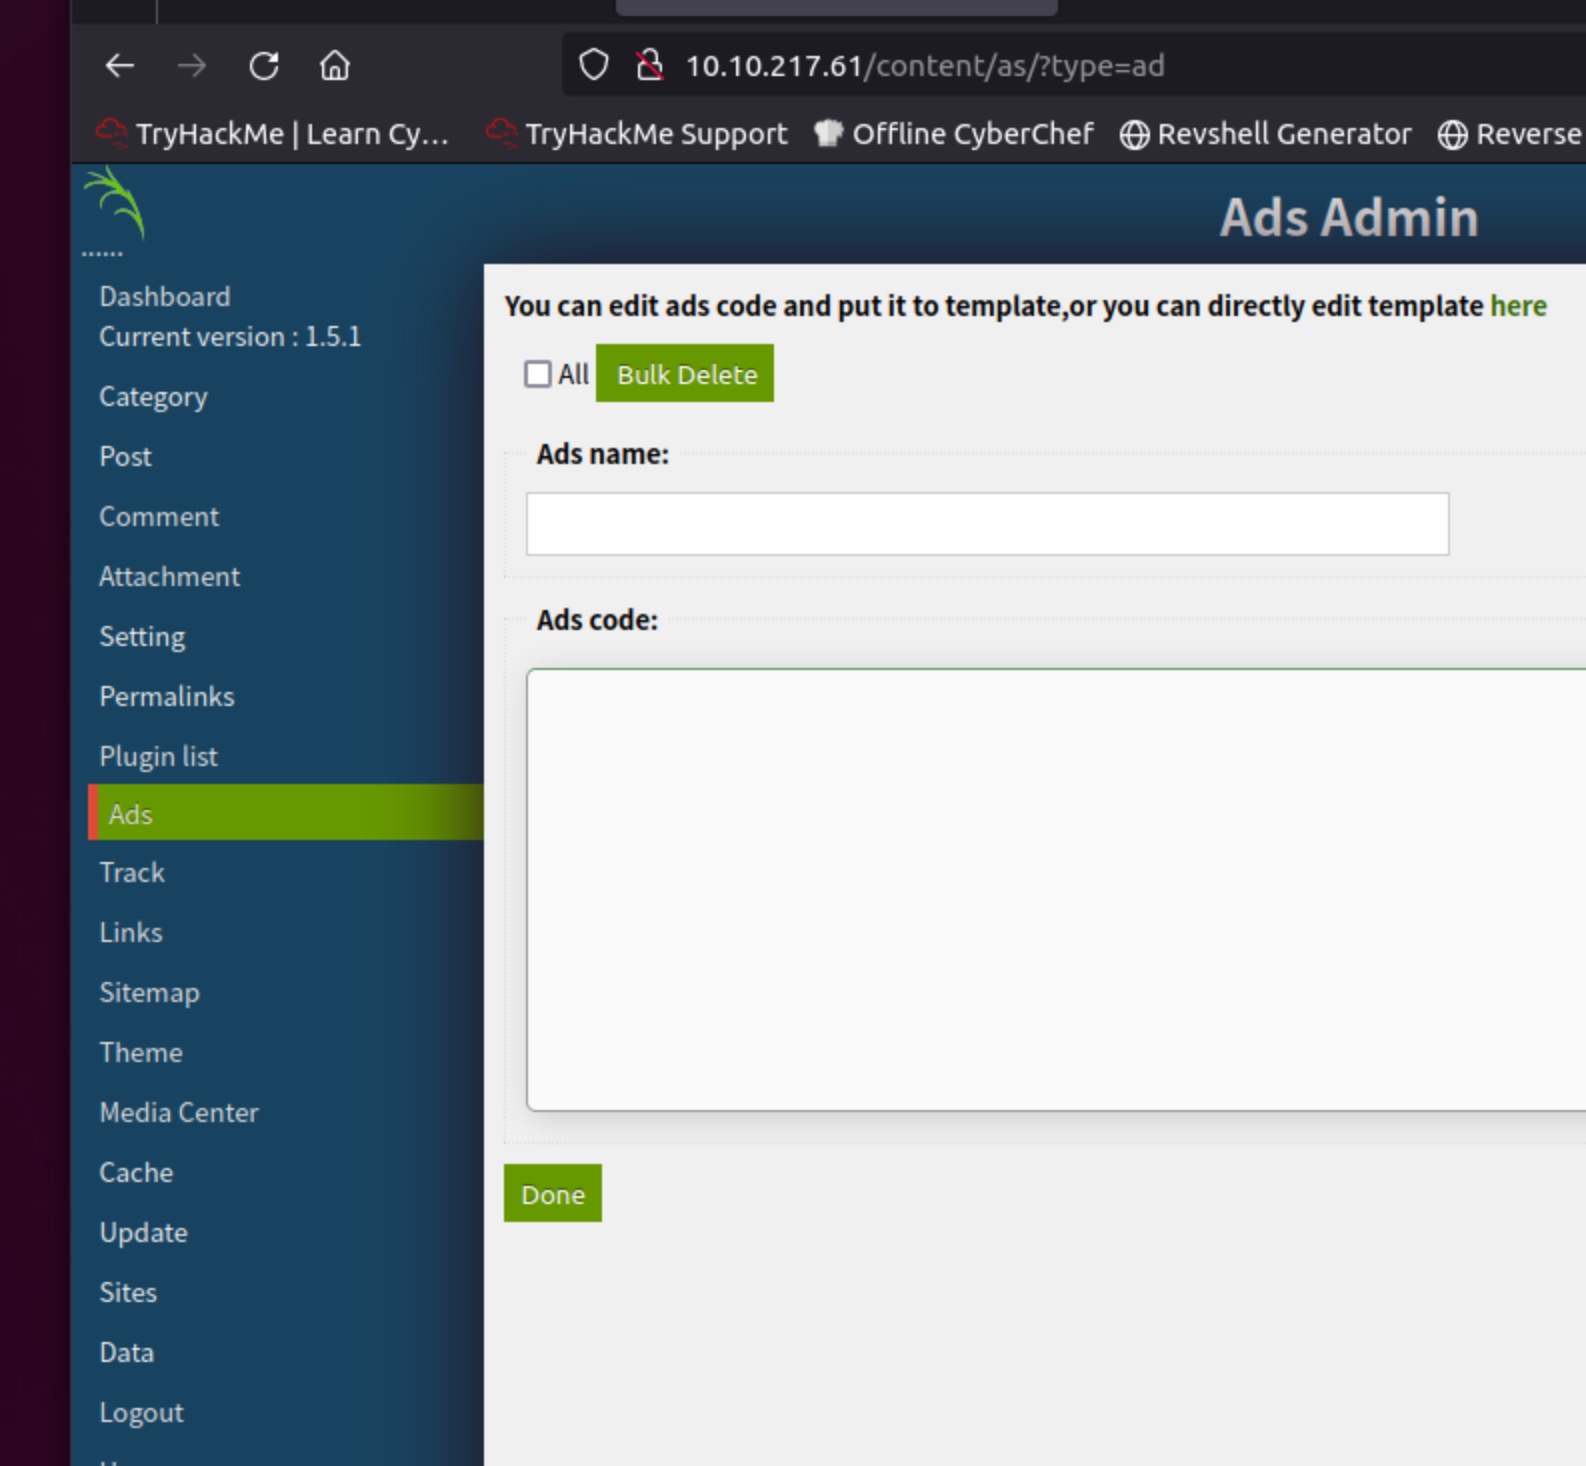 10.10.217.61/content/as/?type=ad
TryHackMe | Learn Cy… TryHackMe Support Offline CyberChef Revshell Generator Reverse
Ads Admin
......
Dashboard
Current version : 1.5.1
Category
Post
Comment
Attachment
Setting
Permalinks
Plugin list
Ads
Track
Links
Sitemap
Theme
Media Center
Cache
Update
Sites
Data
Logout
You can edit ads code and put it to template,or you can directly edit template here
All Bulk Delete
Ads name:
Ads code:
Done